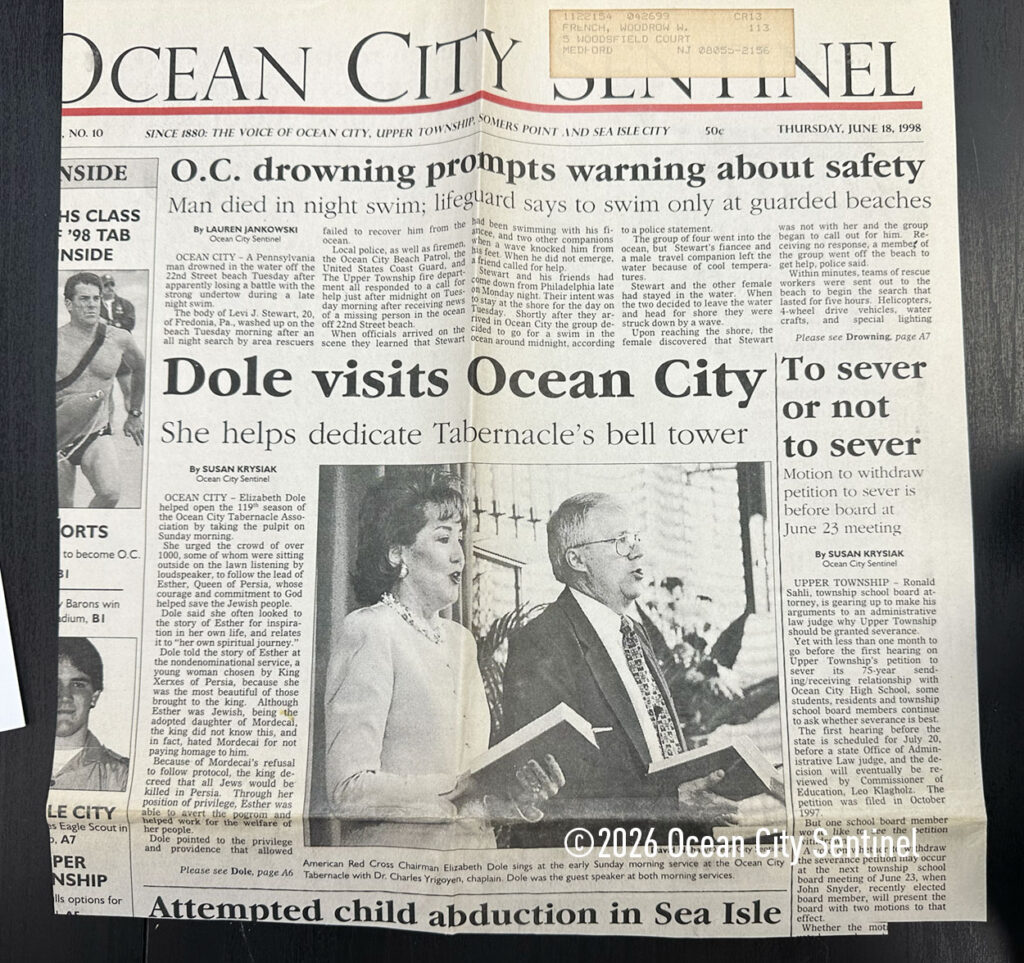 1122154 042699 CR13
FRENCH, WOODROW W. 113
5 WOODSFIELD COURT
MEDFORD NJ 08055-2156
OCEAN CITY SENTINEL
. NO. 10
SINCE 1880: THE VOICE OF OCEAN CITY, UPPER TOWNSHIP, SOMERS POINT AND SEA ISLE CITY
50¢
THURSDAY, JUNE 18, 1998
NSIDE
HS CLASS
'98 TAB
NSIDE
ORTS
to become O.C.
B1
Barons win
dium, B1
LE CITY
s Eagle Scout in
A7
PER
NSHIP
lls options for
O.C. drowning prompts warning about safety
Man died in night swim; lifeguard says to swim only at guarded beaches
By LAUREN JANKOWSKI
Ocean City Sentinel
OCEAN CITY – A Pennsylvania
man drowned in the water off the
22nd Street beach Tuesday after
apparently losing a battle with the
strong undertow during a late
night swim.
The body of Levi J. Stewart, 20,
of Fredonia, Pa., washed up on the
beach Tuesday morning after an
all night search by area rescuers
failed to recover him from the
ocean.
Local police, as well as firemen,
the Ocean City Beach Patrol, the
United States Coast Guard, and
The Upper Township fire depart-
ment all responded to a call for
help just after midnight on Tues-
day morning after receiving news
of a missing person in the ocean
off 22nd Street beach.
When officials arrived on the
scene they learned that Stewart
had been swimming with his fi-
ancee, and two other companions
when a wave knocked him from
his feet. When he did not emerge,
a friend called for help.
Stewart and his friends had
come down from Philadelphia late
on Monday night. Their intent was
to stay at the shore for the day on
Tuesday. Shortly after they ar-
rived in Ocean City the group de-
cided to go for a swim in the
ocean around midnight, according
to a police statement.
The group of four went into the
ocean, but Stewart's fiancee and
a male travel companion left the
water because of cool tempera-
tures.
Stewart and the other female
had stayed in the water. When
the two decided to leave the water
and head for shore they were
struck down by a wave.
Upon reaching the shore, the
female discovered that Stewart
was not with her and the group
began to call out for him. Re-
ceiving no response, a member of
the group went off the beach to
get help, police said.
Within minutes, teams of rescue
workers were sent out to the
beach to begin the search that
lasted for five hours. Helicopters,
4-wheel drive vehicles, water
crafts, and special lighting
Please see Drowning, page A7
Dole visits Ocean City
She helps dedicate Tabernacle's bell tower
By SUSAN KRYSIAK
Ocean City Sentinel
OCEAN CITY – Elizabeth Dole
helped open the 119th season of
the Ocean City Tabernacle Asso-
ciation by taking the pulpit on
Sunday morning.
She urged the crowd of over
1000, some of whom were sitting
outside on the lawn listening by
loudspeaker, to follow the lead of
Esther, Queen of Persia, whose
courage and commitment to God
helped save the Jewish people.
Dole said she often looked to
the story of Esther for inspira-
tion in her own life, and relates
it to "her own spiritual journey."
Dole told the story of Esther at
the nondenominational service, a
young woman chosen by King
Xerxes of Persia, because she
was the most beautiful of those
brought to the king. Although
Esther was Jewish, being the
adopted daughter of Mordecai,
the king did not know this, and
in fact, hated Mordecai for not
paying homage to him.
Because of Mordecai's refusal
to follow protocol, the king de-
creed that all Jews would be
killed in Persia. Through her
position of privilege, Esther was
able to avert the pogrom and
helped work for the welfare of
her people.
Dole pointed to the privilege
and providence that allowed
Please see Dole, page A6
American Red Cross Chairman Elizabeth Dole sings at the early Sunday morning service at the Ocean City
Tabernacle with Dr. Charles Yrigoyen, chaplain. Dole was the guest speaker at both morning services.
To sever
or not
to sever
Motion to withdraw
petition to sever is
before board at
June 23 meeting
By SUSAN KRYSIAK
Ocean City Sentinel
UPPER TOWNSHIP – Ronald
Sahli, township school board at-
torney, is gearing up to make his
arguments to an administrative
law judge why Upper Township
should be granted severance.
Yet with less than one month to
go before the first hearing on
Upper Township's petition to
sever its 75-year send-
ing/receiving relationship with
Ocean City High School, some
students, residents and township
school board members continue
to ask whether severance is best.
The first hearing before the
state is scheduled for July 20,
before a state Office of Admin-
istrative Law judge, and the de-
cision will eventually be re-
viewed by Commissioner of
Education, Leo Klagholz. The
petition was filed in October
1997.
But one school board member
like the petition
withdraw
the severance petition may occur
at the next township school
board meeting of June 23, when
John Snyder, recently elected
board member, will present the
board with two motions to that
effect.
Whether the
©2026 Ocean City Sentinel
Attempted child abduction in Sea Isle